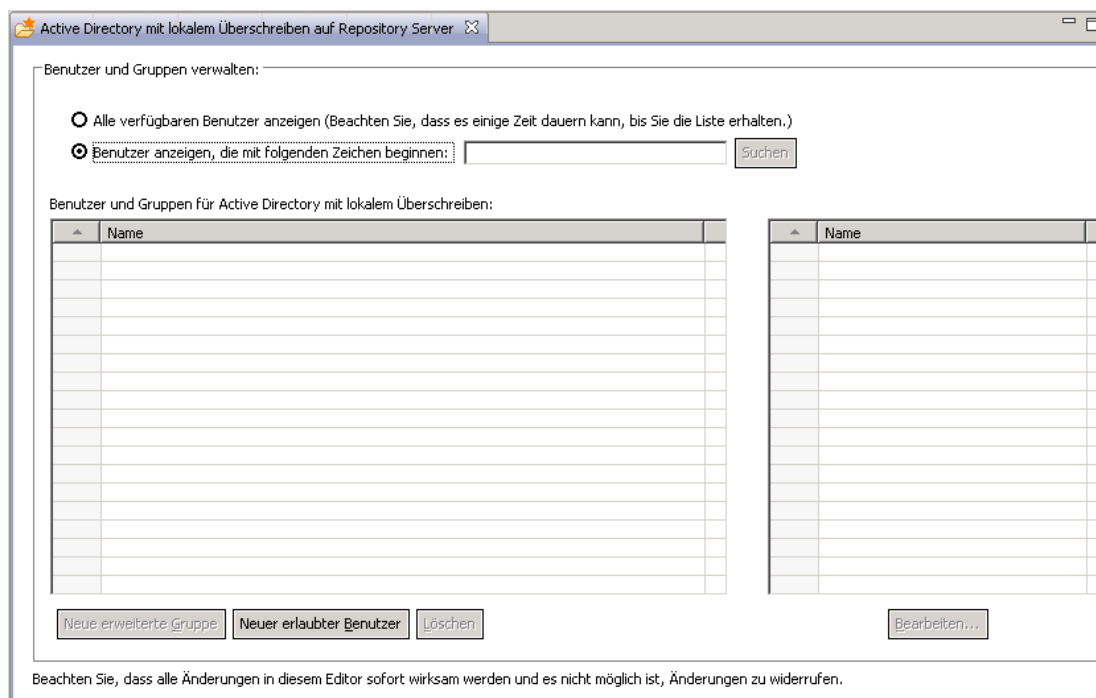 Active Directory mit lokalem Überschreiben auf Repository Server
Benutzer und Gruppen verwalten:
Alle verfügbaren Benutzer anzeigen (Beachten Sie, dass es einige Zeit dauern kann, bis Sie die Liste erhalten.)
Benutzer anzeigen, die mit folgenden Zeichen beginnen: Suchen
Benutzer und Gruppen für Active Directory mit lokalem Überschreiben:
Name Name
Neue erweiterte Gruppe Neuer erlaubter Benutzer Löschen Bearbeiten...
Beachten Sie, dass alle Änderungen in diesem Editor sofort wirksam werden und es nicht möglich ist, Änderungen zu widerrufen.